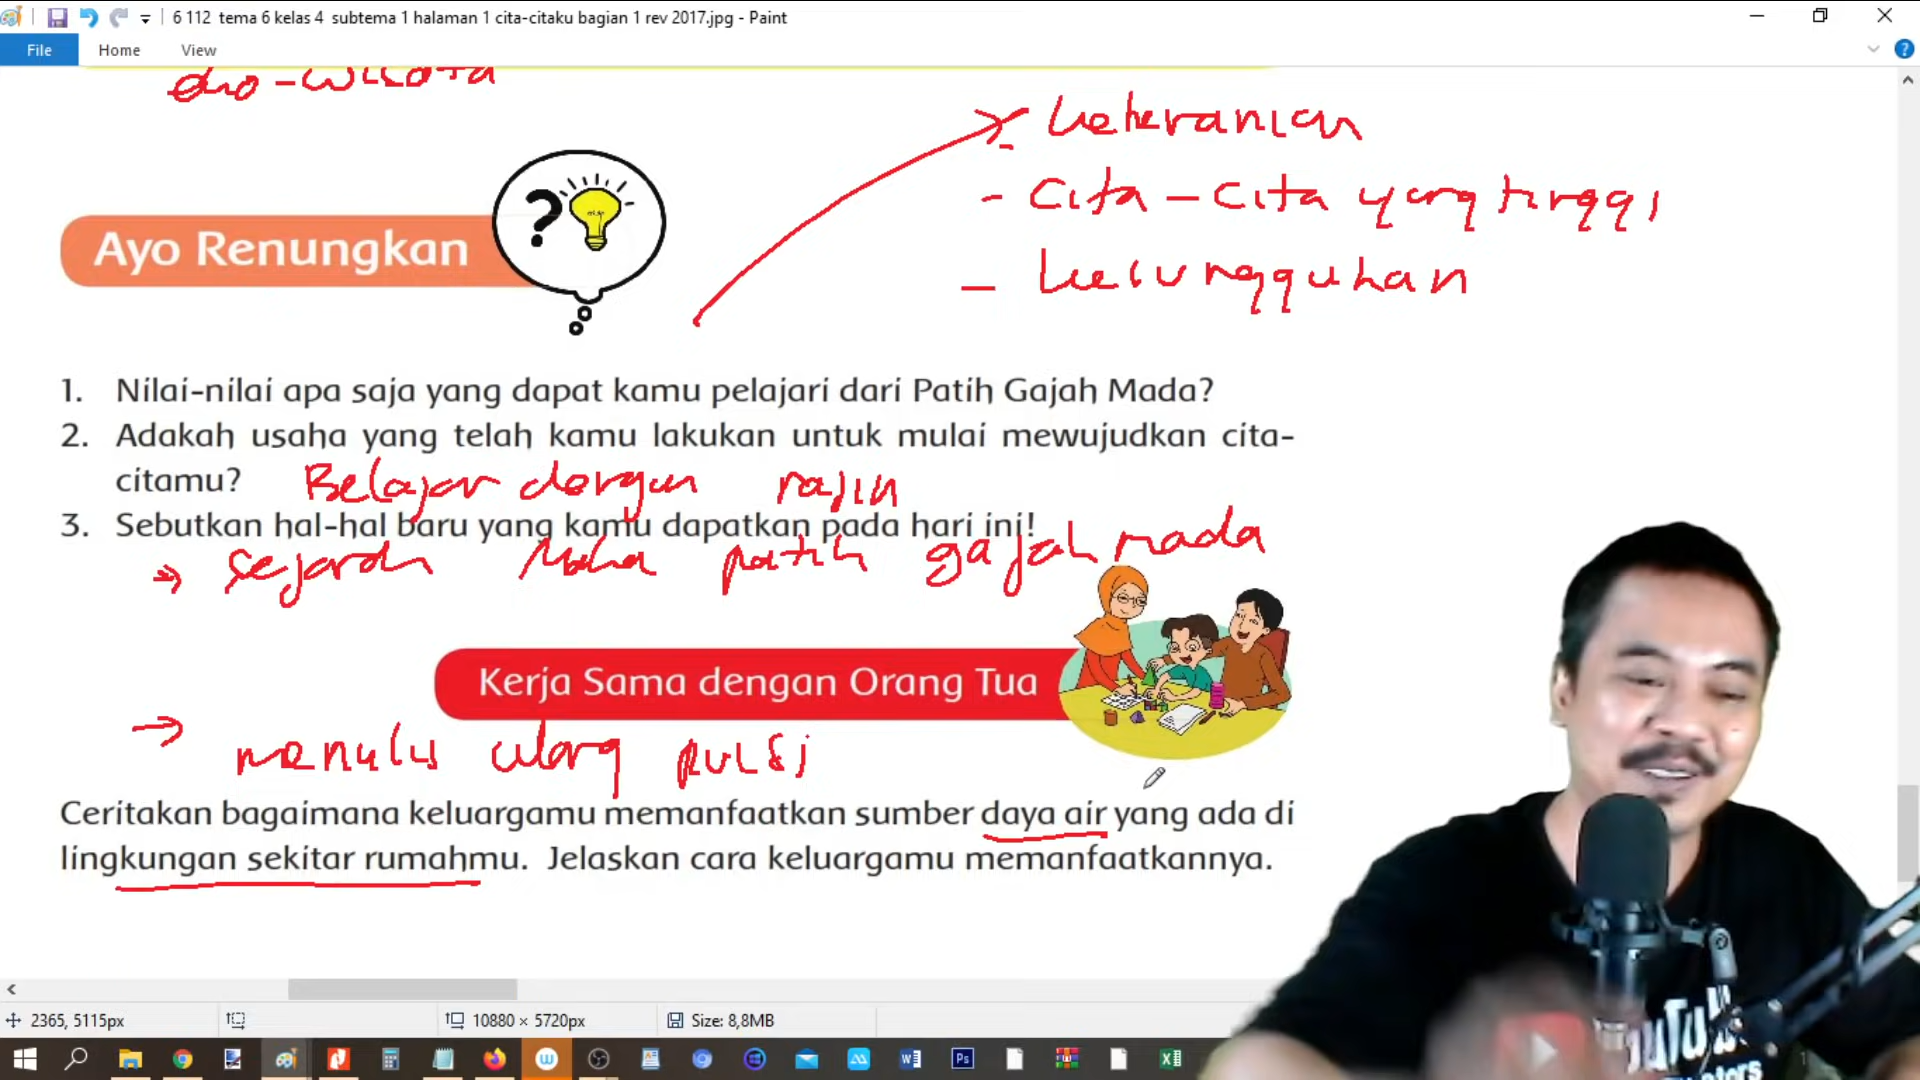 6 112 tema 6 kelas 4 subtema 1 halaman 1 cita-citaku bagian 1 rev 2017.jpg - Paint
File Home View
keberanian
- Cita - Cita yang tinggi
- kesungguhan
Ayo Renungkan
1. Nilai-nilai apa saja yang dapat kamu pelajari dari Patih Gajah Mada?
2. Adakah usaha yang telah kamu lakukan untuk mulai mewujudkan cita-
citamu? Belajar dengan rajin
3. Sebutkan hal-hal baru yang kamu dapatkan pada hari ini!
→ Sejarah Maha patih gajah mada
Kerja Sama dengan Orang Tua
→ menulis ulang puisi
Ceritakan bagaimana keluargamu memanfaatkan sumber daya air yang ada di
lingkungan sekitar rumahmu. Jelaskan cara keluargamu memanfaatkannya.
2365, 5115px
10880 × 5720px
Size: 8,8MB